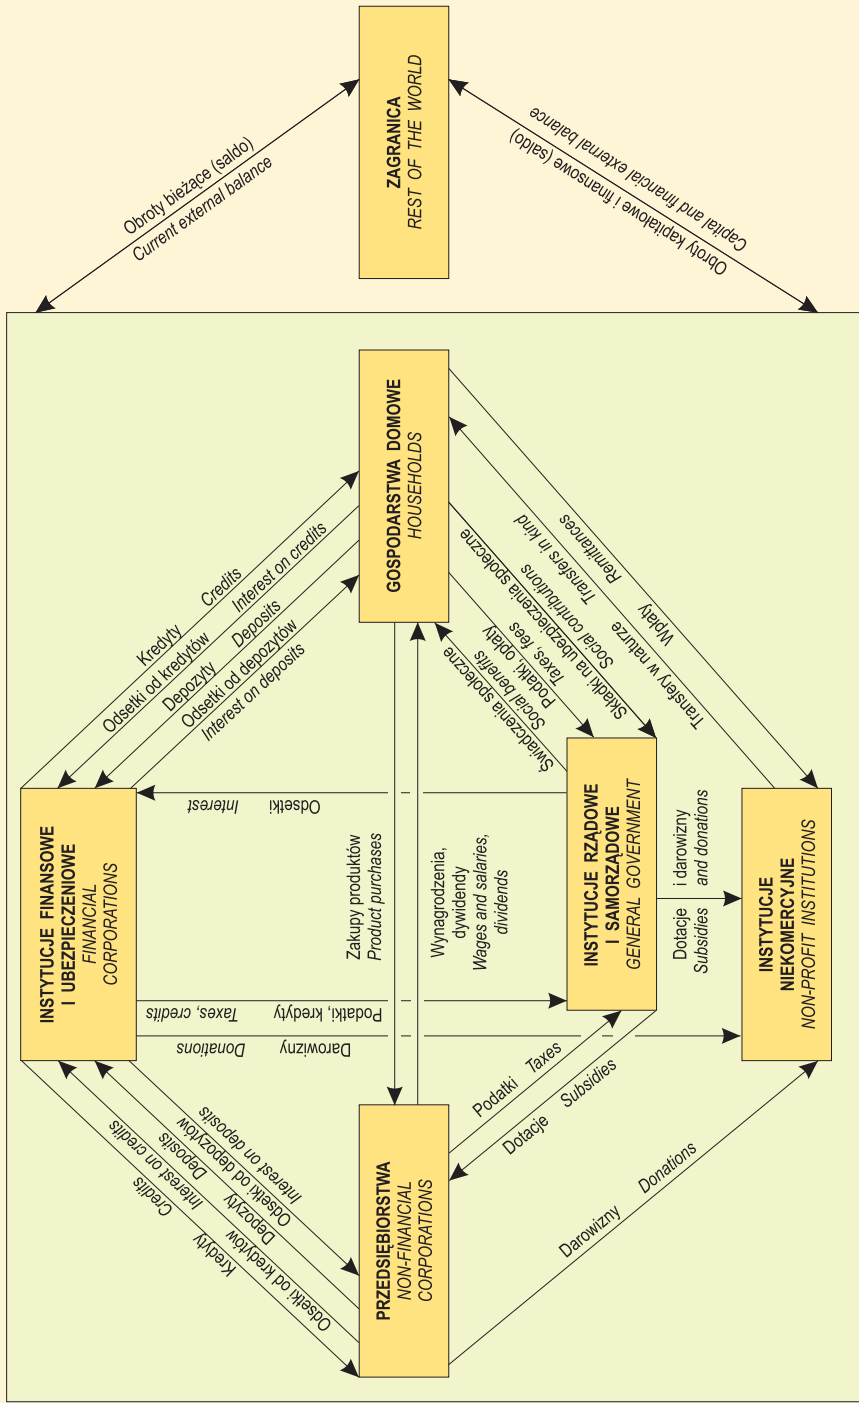 Obroty bieżące (saldo)
Current external balance
ZAGRANICA
REST OF THE WORLD
Obroty kapitałowe i finansowe (saldo)
Capital and financial external balance
INSTYTUCJE FINANSOWE
I UBEZPIECZENIOWE
FINANCIAL
CORPORATIONS
Kredyty Credits
Odsetki od kredytów Interest on credits
Depozyty Deposits
Odsetki od depozytów
Interest on deposits
GOSPODARSTWA DOMOWE
HOUSEHOLDS
Kredyty Credits
Odsetki od kredytów Interest on credits
Depozyty Deposits
Odsetki od depozytów
Interest on deposits
PRZEDSIĘBIORSTWA
NON-FINANCIAL
CORPORATIONS
Darowizny Donations
Podatki, kredyty Taxes, credits
Odsetki Interest
Zakupy produktów
Product purchases
Wynagrodzenia,
dywidendy
Wages and salaries,
dividends
Świadczenia społeczne
Social benefits
Podatki, opłaty
Taxes, fees
Składki na ubezpieczenia społeczne
Social contributions
Transfery w naturze Transfers in kind
Wpłaty Remittances
INSTYTUCJE RZĄDOWE
I SAMORZĄDOWE
GENERAL GOVERNMENT
Podatki Taxes
Dotacje Subsidies
Darowizny Donations
Dotacje i darowizny
Subsidies and donations
INSTYTUCJE
NIEKOMERCYJNE
NON-PROFIT INSTITUTIONS